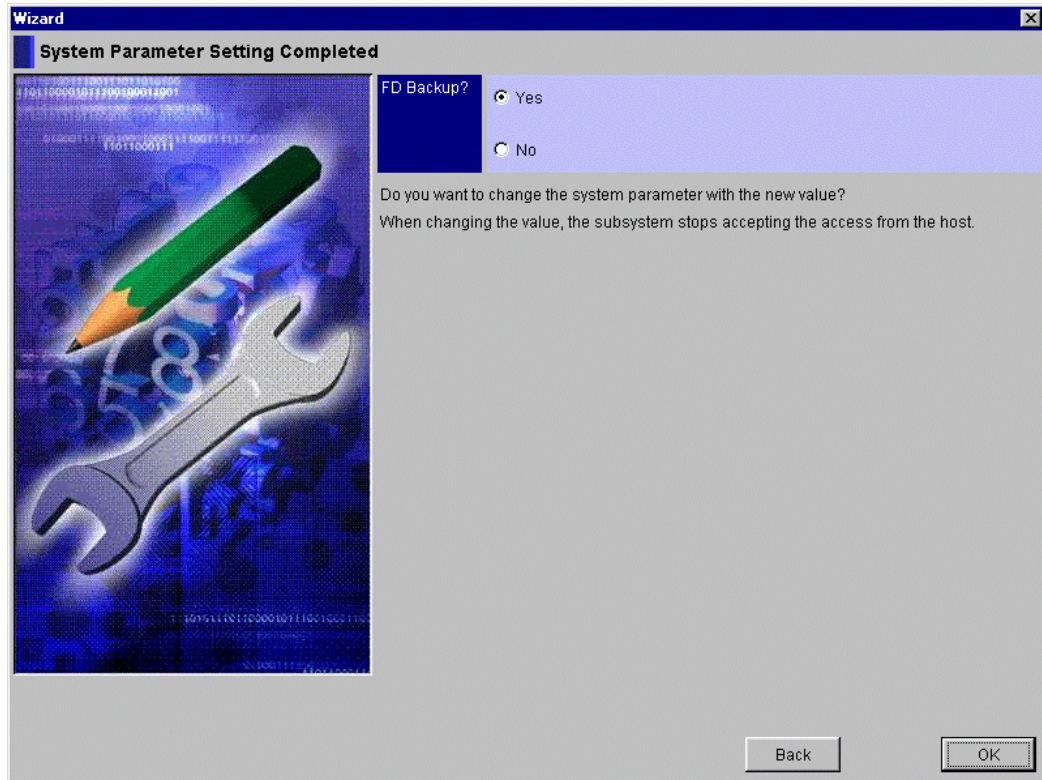 Wizard
System Parameter Setting Completed
FD Backup?
Yes
No
Do you want to change the system parameter with the new value?
When changing the value, the subsystem stops accepting the access from the host.
11011000111
Back
OK